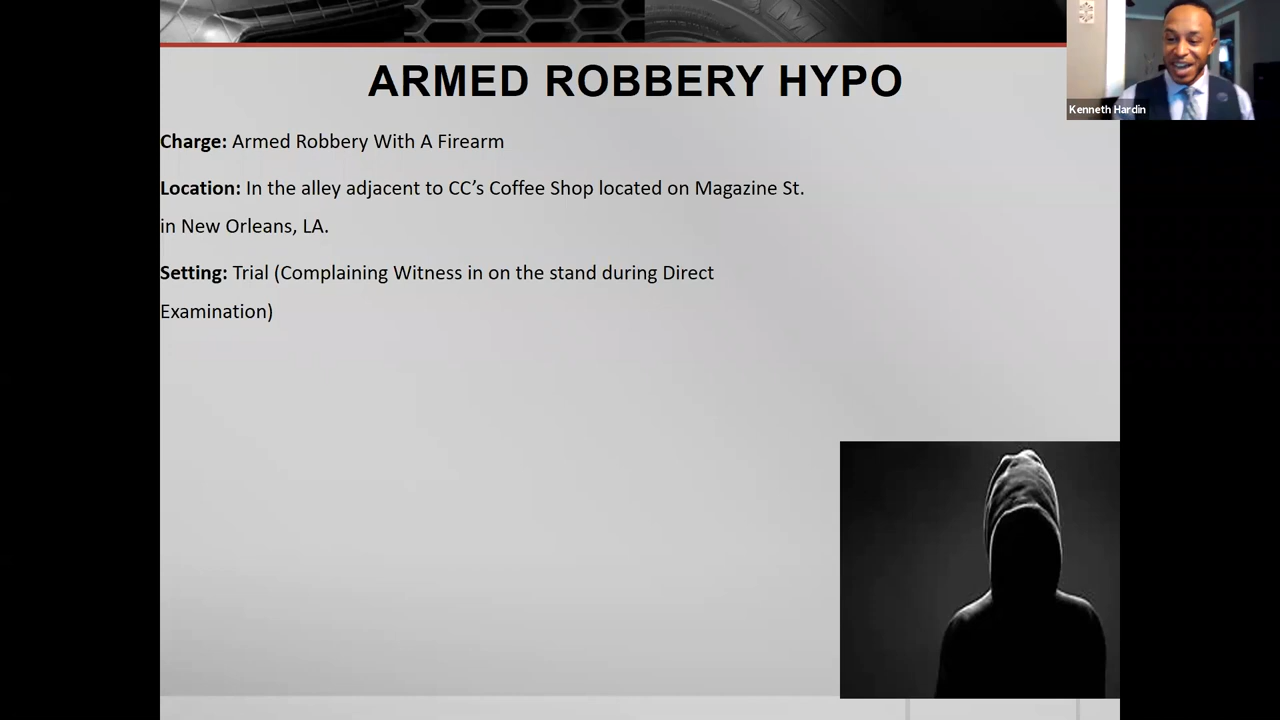 ARMED ROBBERY HYPO
Kenneth Hardin
Charge: Armed Robbery With A Firearm
Location: In the alley adjacent to CC’s Coffee Shop located on Magazine St.
in New Orleans, LA.
Setting: Trial (Complaining Witness in on the stand during Direct
Examination)